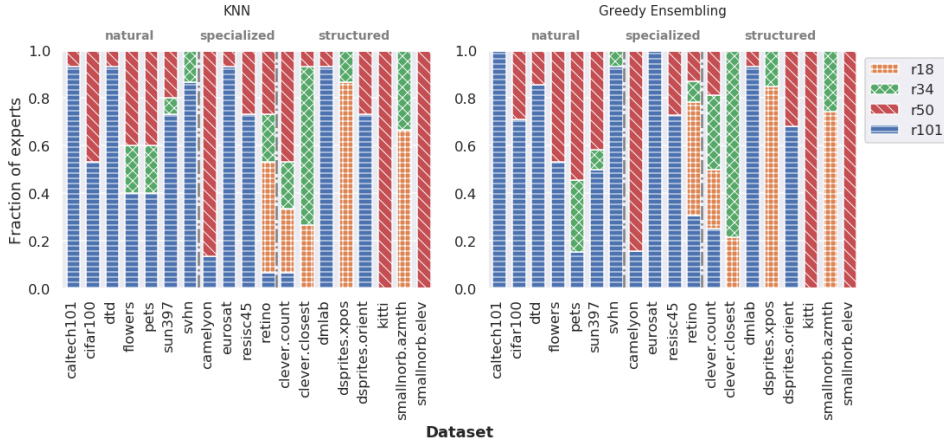 KNN
natural specialized structured
1.0
0.8
0.6
0.4
0.2
0.0
Fraction of experts
caltech101
cifar100
dtd
flowers
pets
sun397
svhn
camelyon
eurosat
resisc45
retino
clever.count
clever.closest
dmlab
dsprites.xpos
dsprites.orient
kitti
smallnorb.azmth
smallnorb.elev
Greedy Ensembling
natural specialized structured
1.0
0.8
0.6
0.4
0.2
0.0
caltech101
cifar100
dtd
flowers
pets
sun397
svhn
camelyon
eurosat
resisc45
retino
clever.count
clever.closest
dmlab
dsprites.xpos
dsprites.orient
kitti
smallnorb.azmth
smallnorb.elev
r18
r34
r50
r101
Dataset